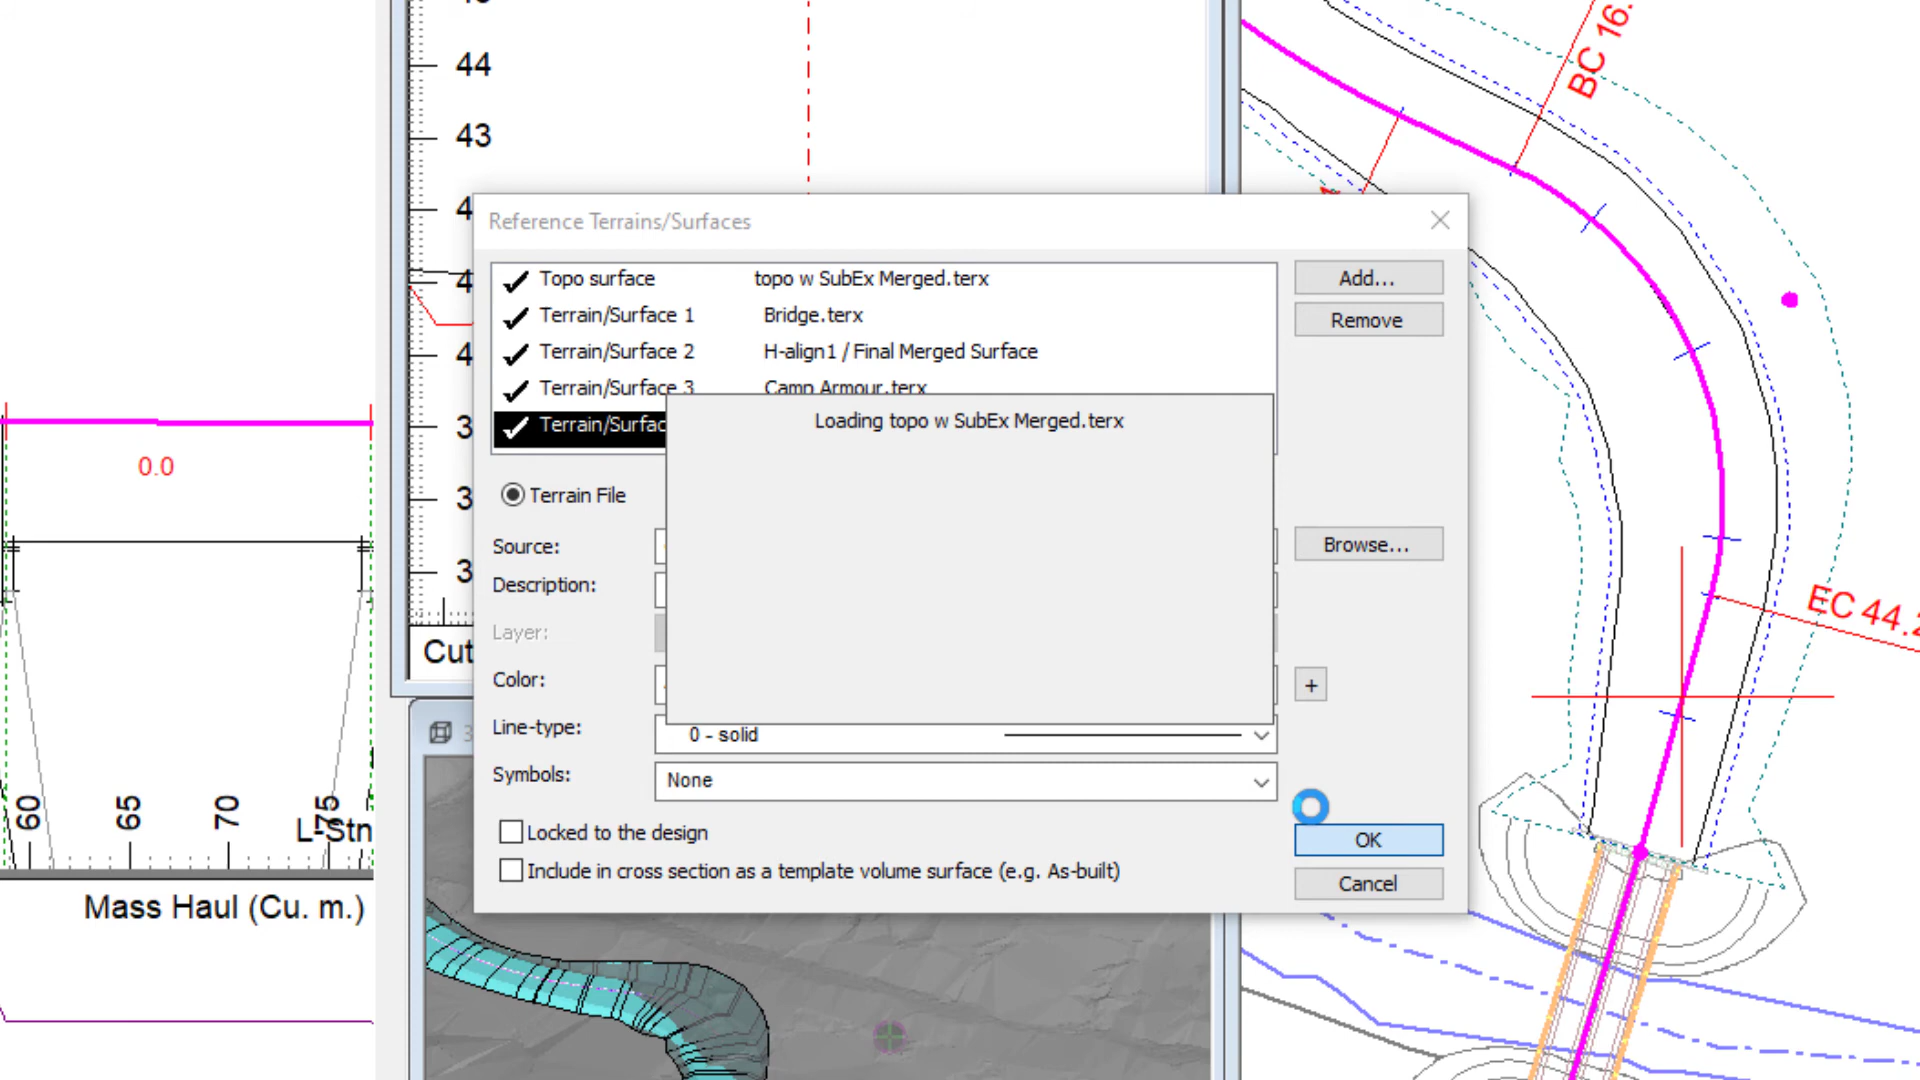 44
43
4
4
4
3
3
3
Cut
BC 16.
EC 44.2
0.0
60
65
70
75
L-Stn
Mass Haul (Cu. m.)
Reference Terrains/Surfaces
Topo surface topo w SubEx Merged.terx
Terrain/Surface 1 Bridge.terx
Terrain/Surface 2 H-align1 / Final Merged Surface
Terrain/Surface 3 Camp Armour.terx
Terrain/Surfac
Add...
Remove
Loading topo w SubEx Merged.terx
Terrain File
Source:
Browse...
Description:
Layer:
Color:
+
Line-type: 0 - solid
Symbols: None
Locked to the design
Include in cross section as a template volume surface (e.g. As-built)
OK
Cancel
3